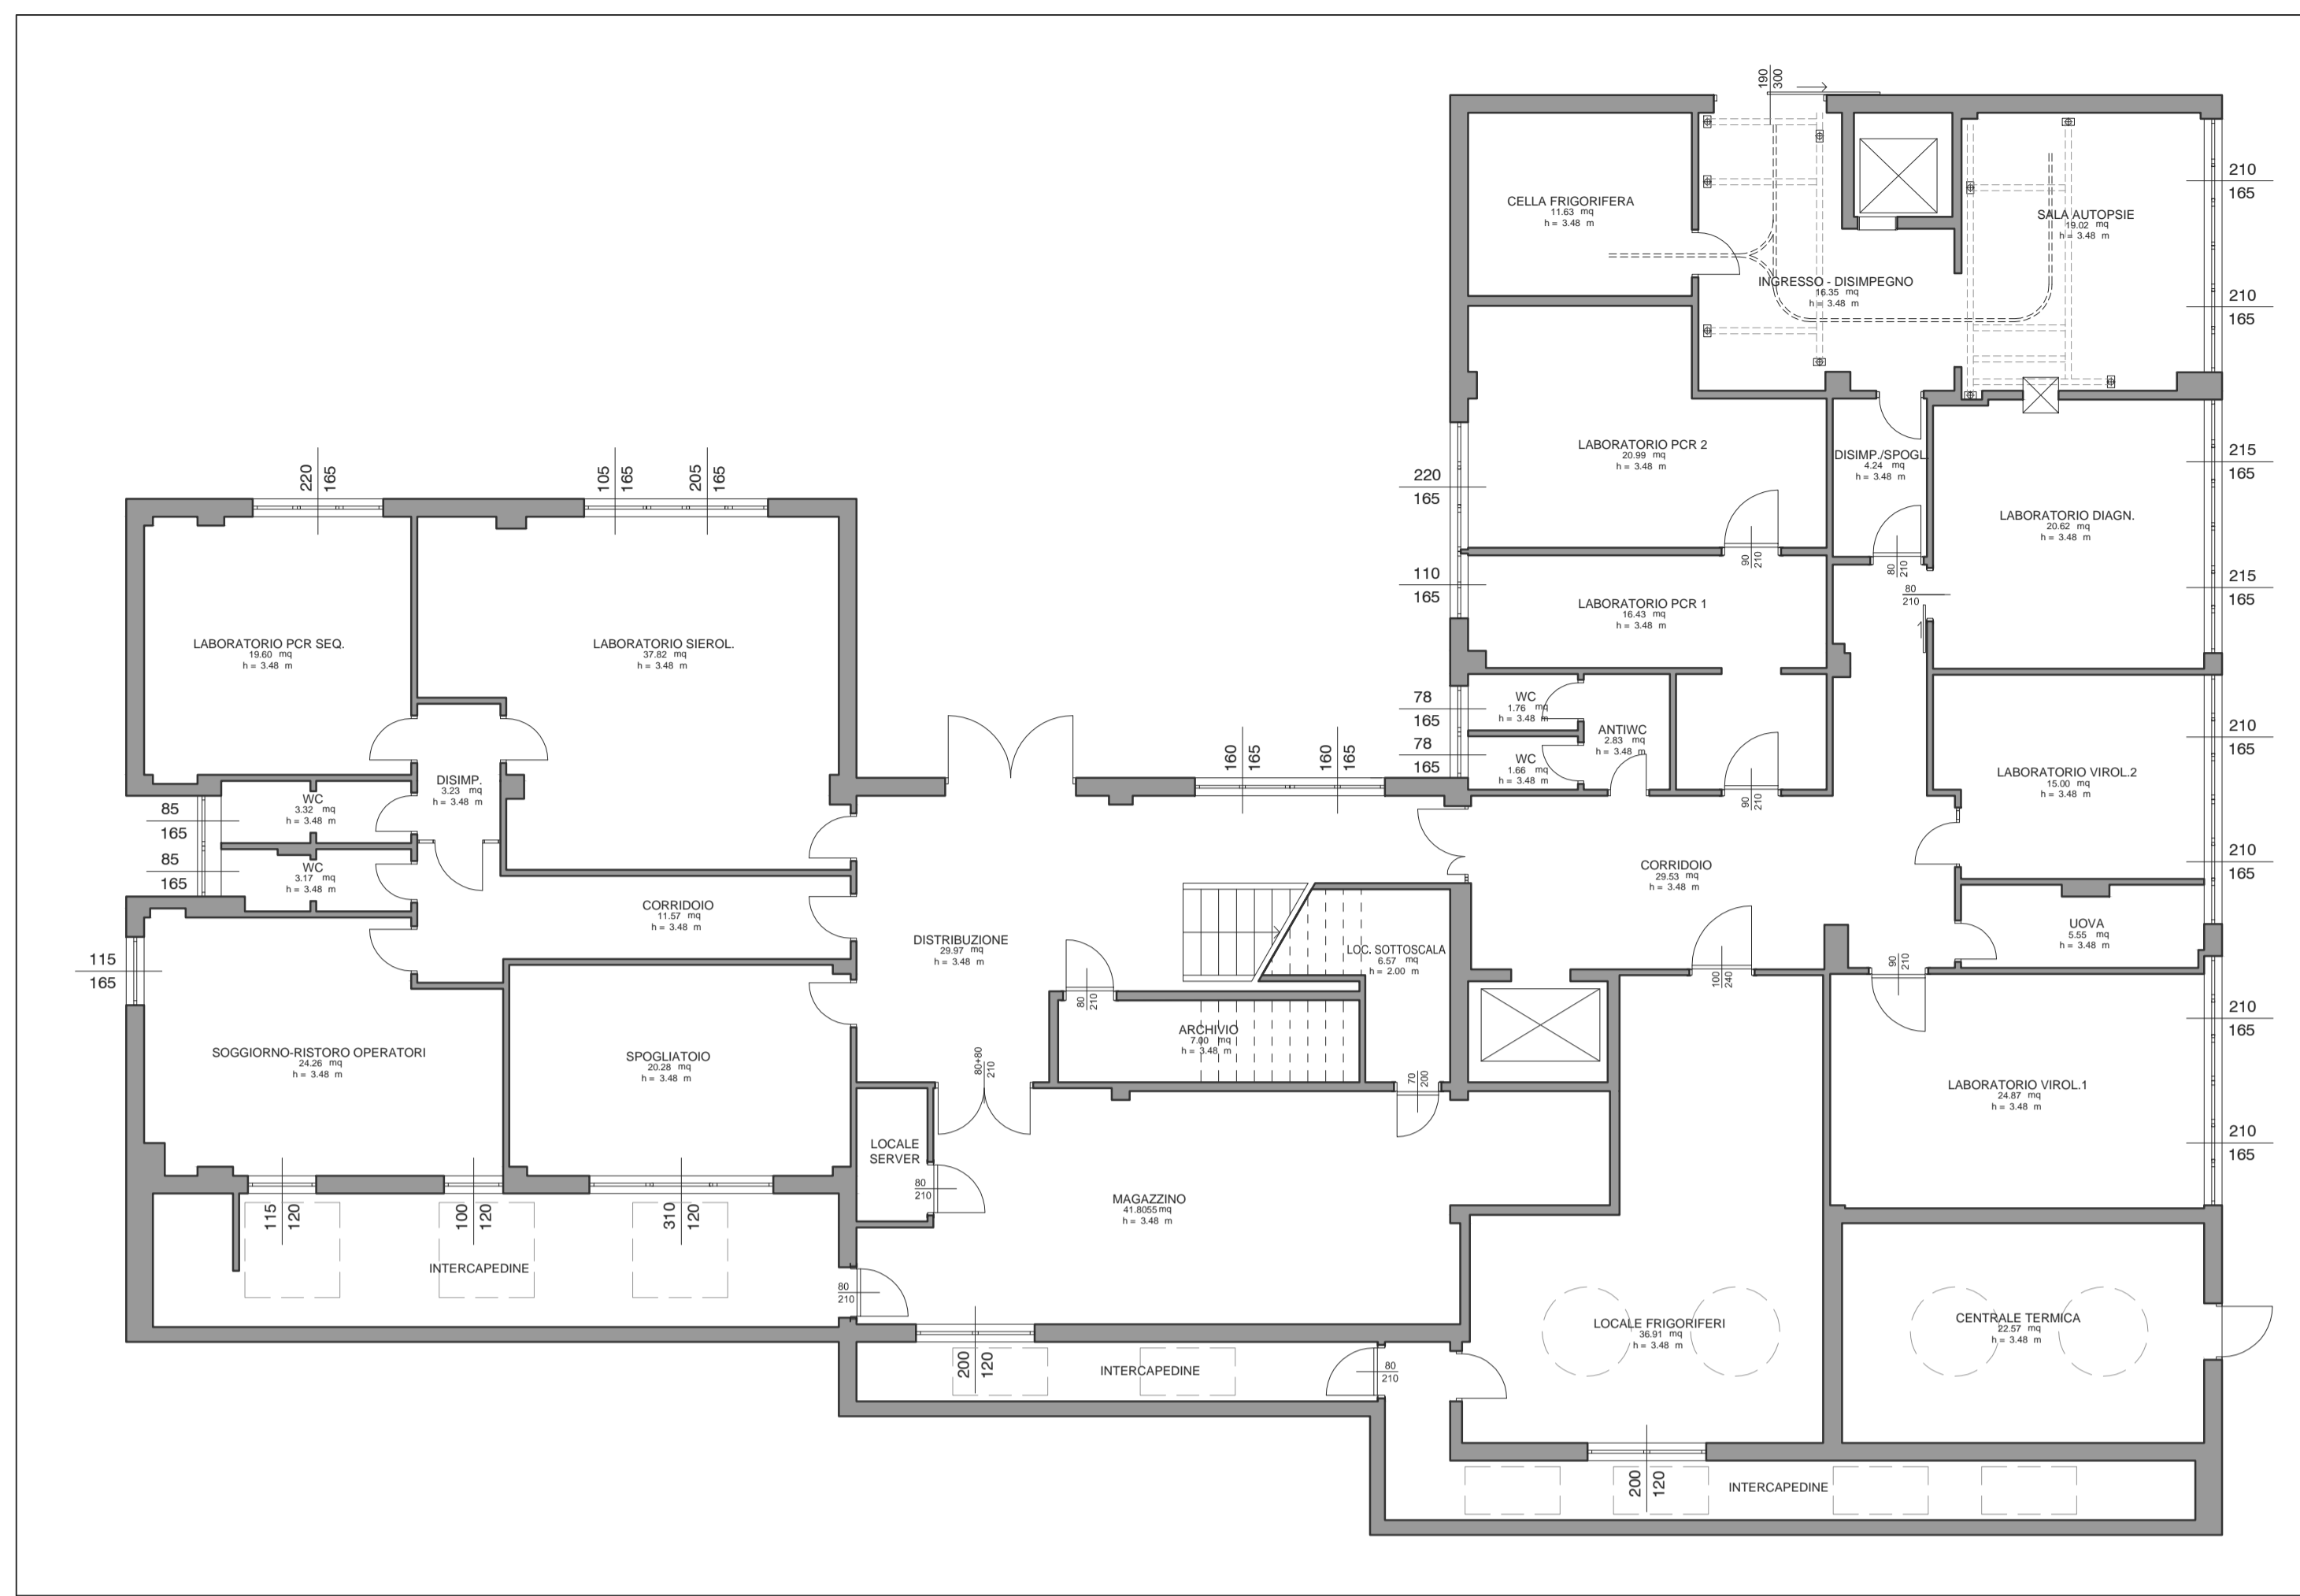 190
300
CELLA FRIGORIFERA
11.63 mq
h = 3.48 m
INGRESSO - DISIMPEGNO
16.35 mq
h = 3.48 m
SALA AUTOPSIE
19.02 mq
h = 3.48 m
210
165
210
165
LABORATORIO PCR 2
20.99 mq
h = 3.48 m
220
165
90
210
DISIMP./SPOGL.
4.24 mq
h = 3.48 m
80
210
80
210
LABORATORIO DIAGN.
20.62 mq
h = 3.48 m
215
165
215
165
LABORATORIO PCR 1
16.43 mq
h = 3.48 m
110
165
WC
1.76 mq
h = 3.48 m
78
165
WC
1.66 mq
h = 3.48 m
78
165
ANTIWC
2.83 mq
h = 3.48 m
90
210
LABORATORIO VIROL.2
15.00 mq
h = 3.48 m
210
165
210
165
UOVA
5.55 mq
h = 3.48 m
CORRIDOIO
29.53 mq
h = 3.48 m
100
240
90
210
LABORATORIO VIROL.1
24.87 mq
h = 3.48 m
210
165
210
165
220
165
105
165
205
165
LABORATORIO PCR SEQ.
19.60 mq
h = 3.48 m
LABORATORIO SIEROL.
37.82 mq
h = 3.48 m
DISIMP.
3.23 mq
h = 3.48 m
WC
3.32 mq
h = 3.48 m
85
165
WC
3.17 mq
h = 3.48 m
85
165
CORRIDOIO
11.57 mq
h = 3.48 m
115
165
SOGGIORNO-RISTORO OPERATORI
24.26 mq
h = 3.48 m
SPOGLIATOIO
20.28 mq
h = 3.48 m
160
165
160
165
DISTRIBUZIONE
29.97 mq
h = 3.48 m
LOC. SOTTOSCALA
6.57 mq
h = 2.00 m
80
210
ARCHIVIO
7.00 mq
h = 3.48 m
80+80
210
70
200
LOCALE
SERVER
80
210
MAGAZZINO
41.8055 mq
h = 3.48 m
115
120
100
120
310
120
INTERCAPEDINE
80
210
200
120
INTERCAPEDINE
80
210
LOCALE FRIGORIFERI
36.91 mq
h = 3.48 m
CENTRALE TERMICA
22.57 mq
h = 3.48 m
200
120
INTERCAPEDINE